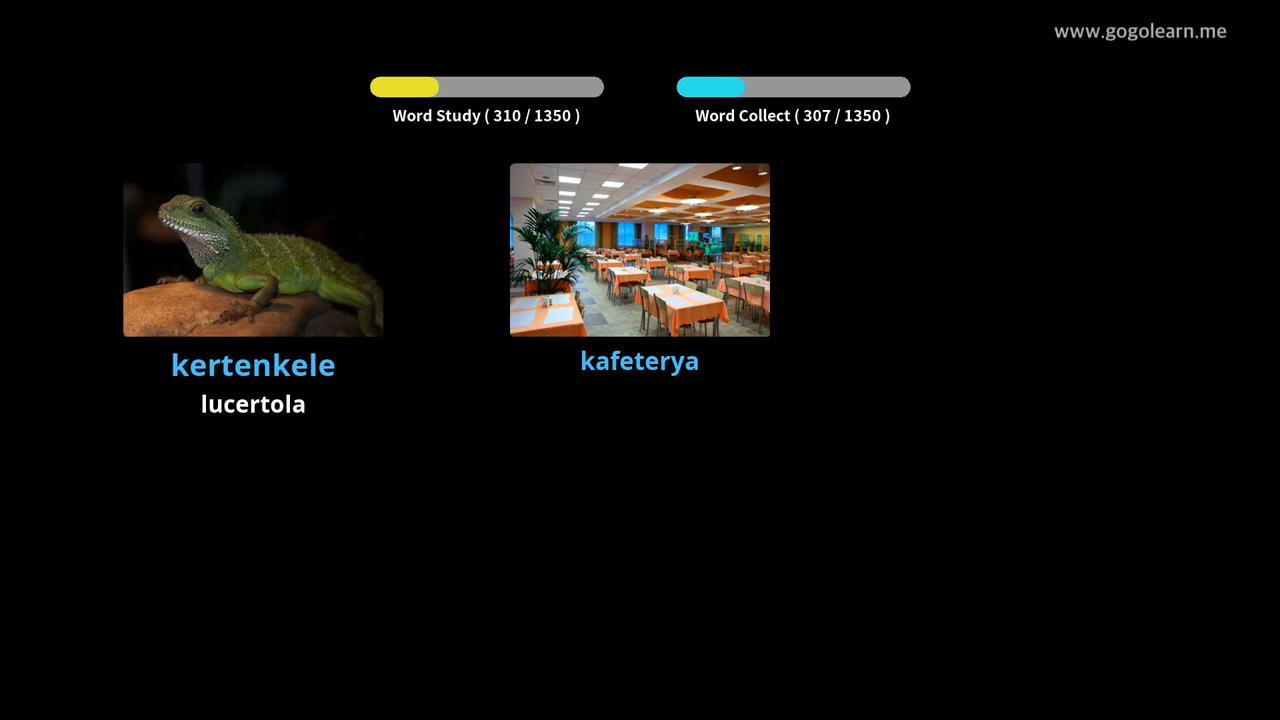 www.gogolearn.me
Word Study ( 310 / 1350 )
Word Collect ( 307 / 1350 )
kertenkele
lucertola
kafeterya